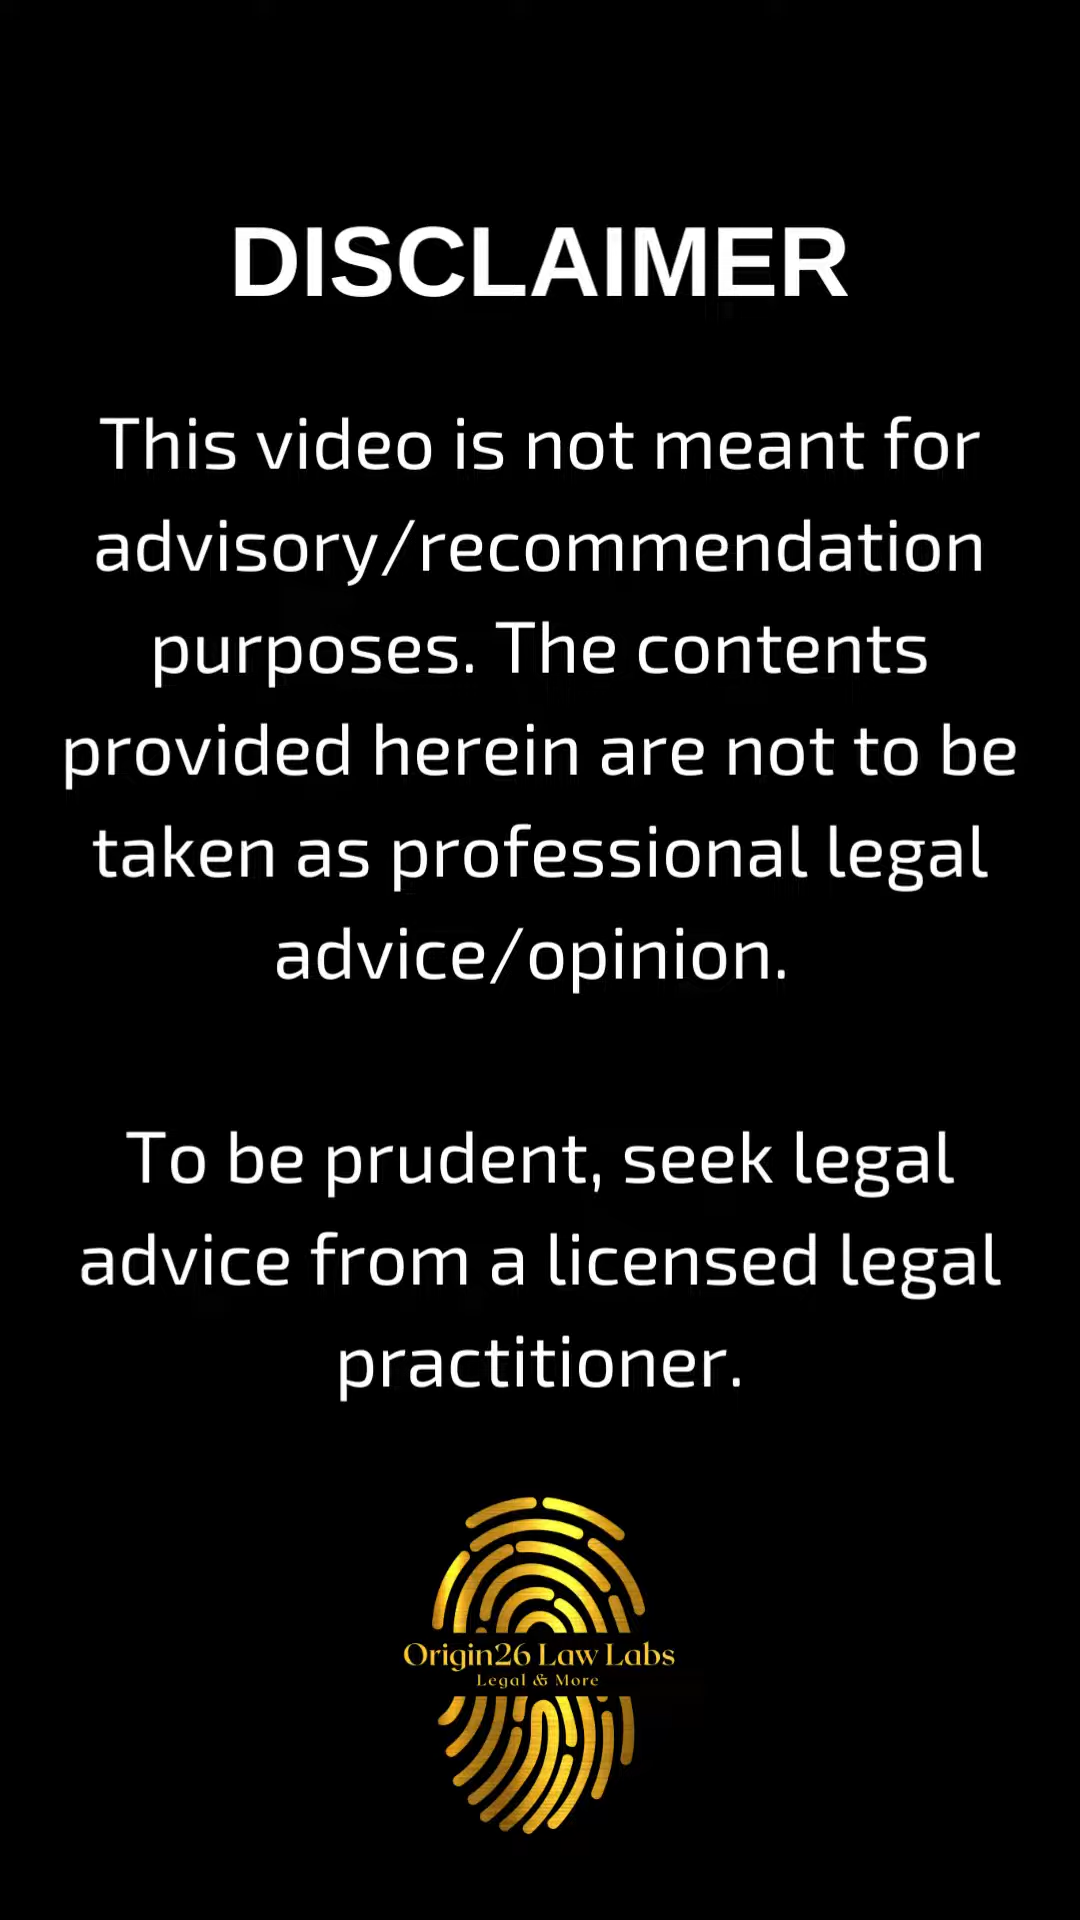 DISCLAIMER
This video is not meant for
advisory/recommendation
purposes. The contents
provided herein are not to be
taken as professional legal
advice/opinion.
To be prudent, seek legal
advice from a licensed legal
practitioner.
Origin26 Law Labs
Legal & More